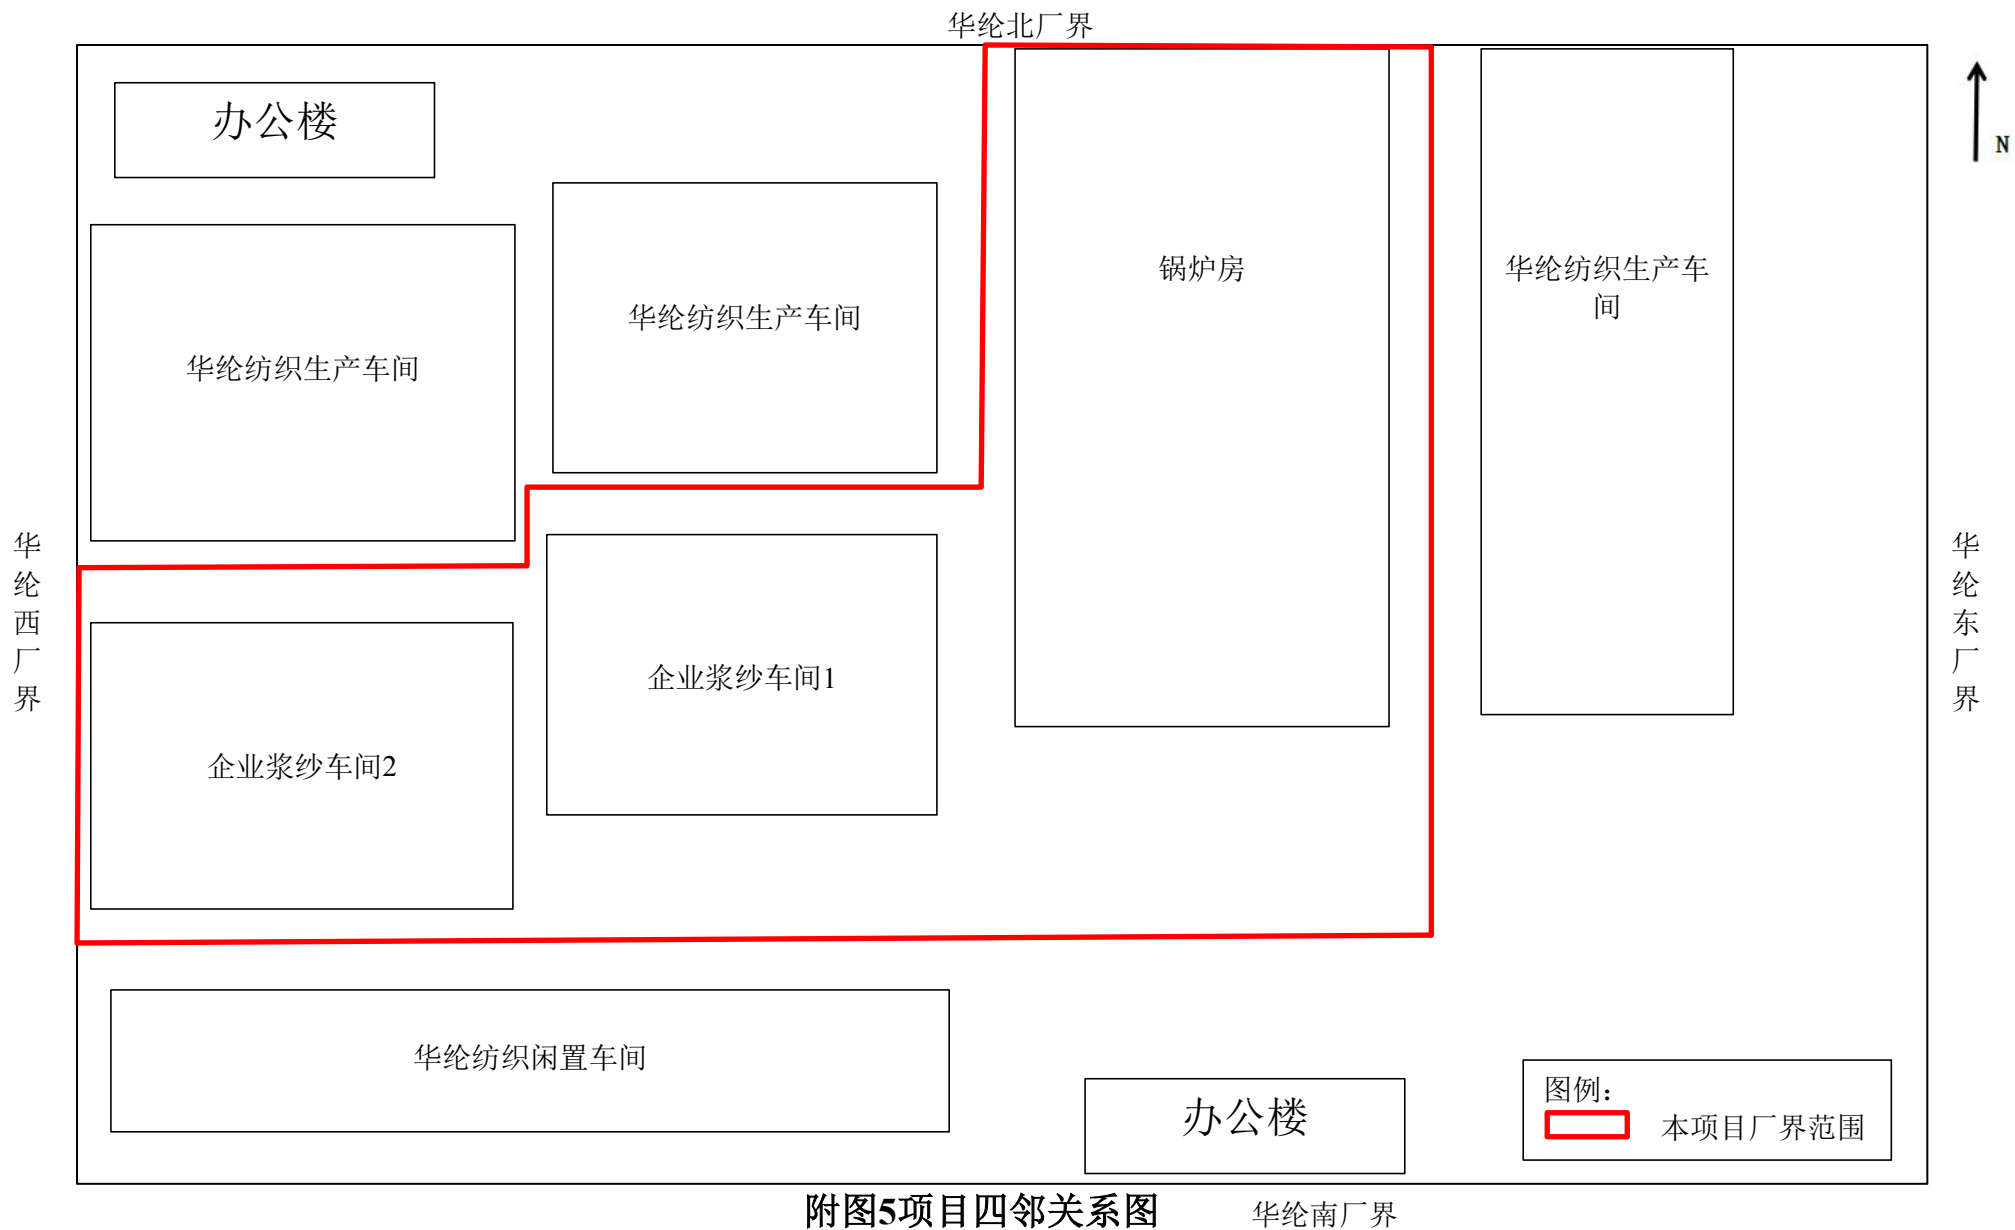 华纶北厂界
办公楼
N
锅炉房
华纶纺织生产车
间
华纶纺织生产车间
华纶纺织生产车间
华纶西厂界
华纶东厂界
企业浆纱车间1
企业浆纱车间2
华纶纺织闲置车间
办公楼
图例：
本项目厂界范围
附图5项目四邻关系图
华纶南厂界